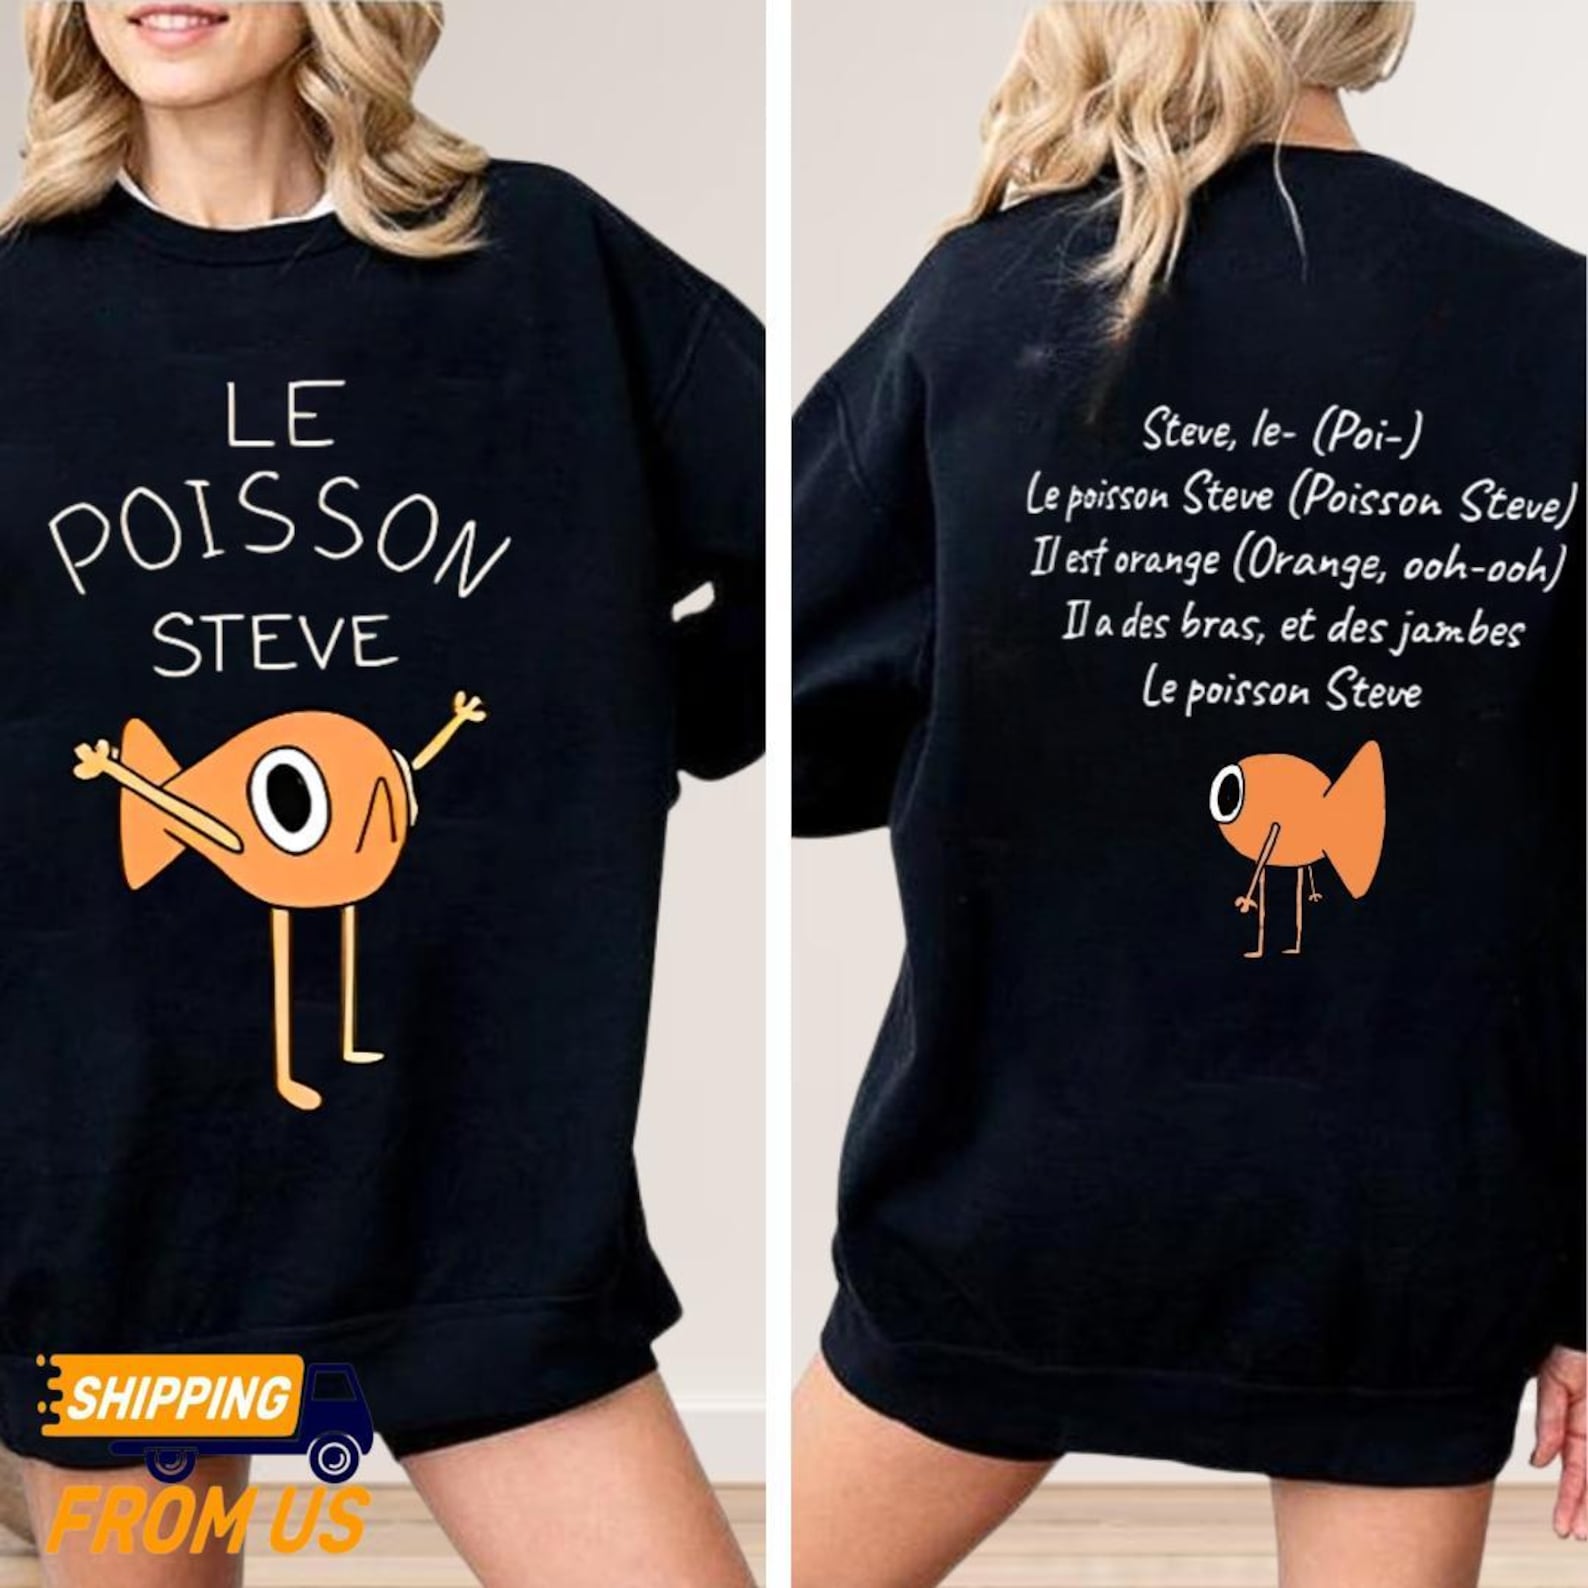 LE
POISSON
STEVE
Steve, le- (Poi-)
Le poisson Steve (Poisson Steve)
Il est orange (Orange, ooh-ooh)
Il a des bras, et des jambes
Le poisson Steve
SHIPPING
FROM US